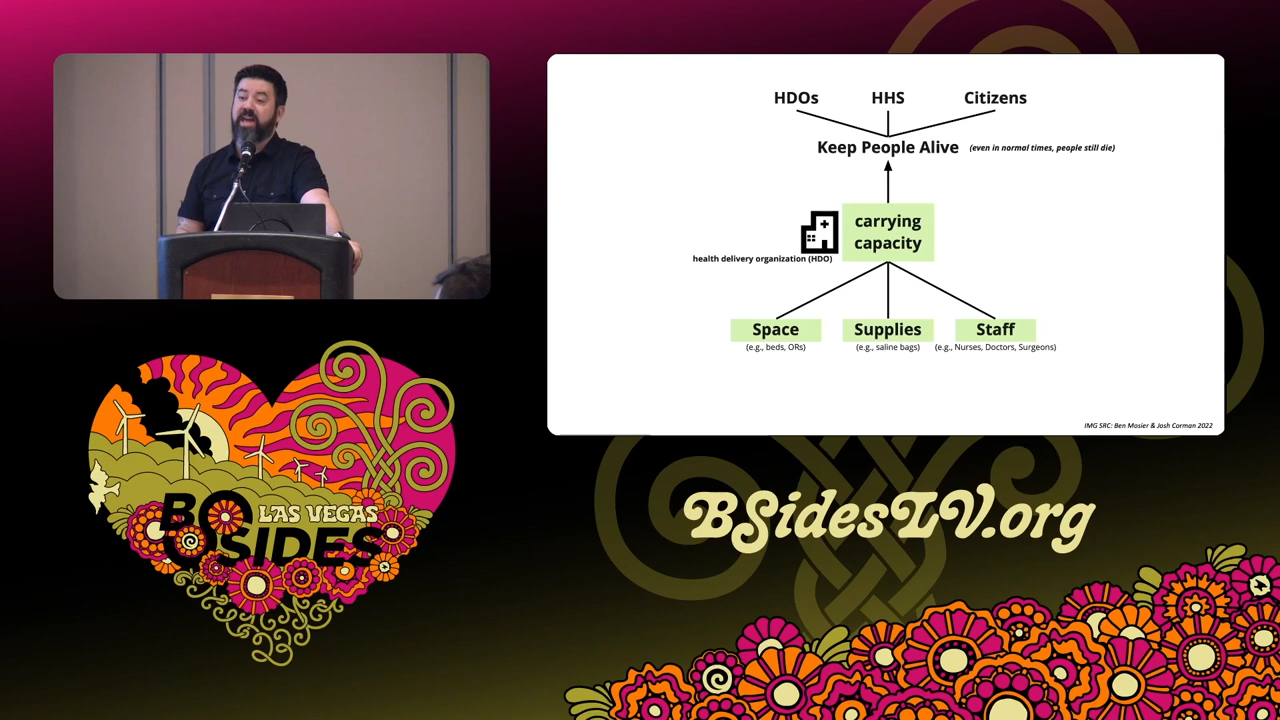 HDOs HHS Citizens
Keep People Alive (even in normal times, people still die)
carrying
capacity
health delivery organization (HDO)
Space Supplies Staff
(e.g., beds, ORs) (e.g., saline bags) (e.g., Nurses, Doctors, Surgeons)
IMG SRC: Ben Mosier & Josh Corman 2022
LAS VEGAS
BSIDES
BSidesLV.org